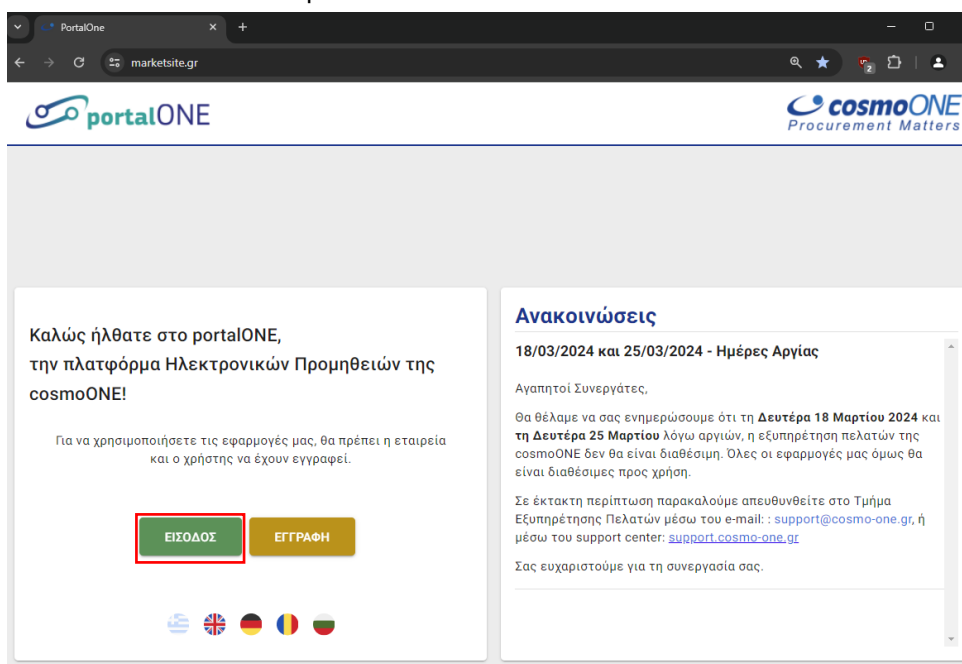 PortalOne
marketsite.gr
2
portalONE
cosmoONE
Procurement Matters
Καλώς ήλθατε στο portalONE,
την πλατφόρμα Ηλεκτρονικών Προμηθειών της
cosmoONE!
Για να χρησιμοποιήσετε τις εφαρμογές μας, θα πρέπει η εταιρεία
και ο χρήστης να έχουν εγγραφεί.
ΕΙΣΟΔΟΣ
ΕΓΓΡΑΦΗ
Ανακοινώσεις
18/03/2024 και 25/03/2024 - Ημέρες Αργίας
Αγαπητοί Συνεργάτες,
Θα θέλαμε να σας ενημερώσουμε ότι τη Δευτέρα 18 Μαρτίου 2024 και
τη Δευτέρα 25 Μαρτίου λόγω αργιών, η εξυπηρέτηση πελατών της
cosmoONE δεν θα είναι διαθέσιμη. Όλες οι εφαρμογές μας όμως θα
είναι διαθέσιμες προς χρήση.
Σε έκτακτη περίπτωση παρακαλούμε απευθυνθείτε στο Τμήμα
Εξυπηρέτησης Πελατών μέσω του e-mail: : support@cosmo-one.gr, ή
μέσω του support center: support.cosmo-one.gr
Σας ευχαριστούμε για τη συνεργασία σας.